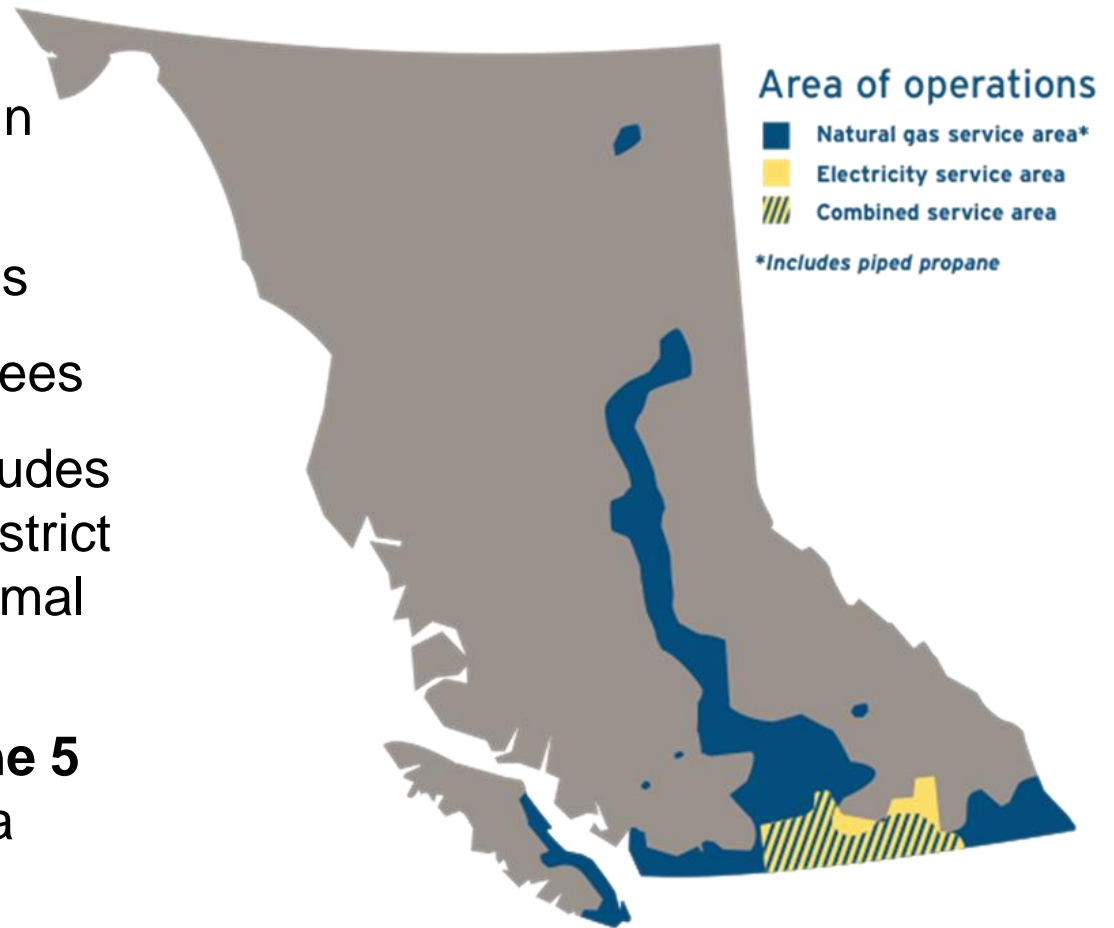 n
s
ees
udes
strict
mal
ne 5
a
Area of operations
Natural gas service area*
Electricity service area
Combined service area
*Includes piped propane